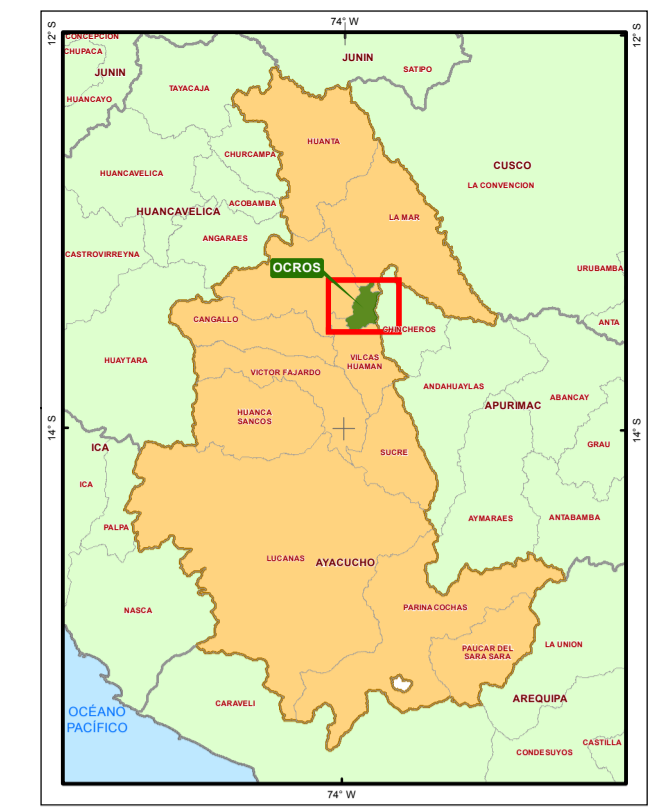 74° W
12° S
12° S
CONCEPCION
CHUPACA
JUNIN
JUNIN
SATIPO
TAYACAJA
HUANCAYO
HUANTA
CHURCAMPA
CUSCO
HUANCAVELICA
LA CONVENCION
ACOBAMBA
HUANCAVELICA
LA MAR
ANGARAES
CASTROVIRREYNA
OCROS
URUBAMBA
CANGALLO
CHINCHEROS
ANTA
HUAYTARA
VILCAS
HUAMAN
VICTOR FAJARDO
ANDAHUAYLAS
ABANCAY
APURIMAC
HUANCA
SANCOS
14° S
14° S
ICA
GRAU
SUCRE
ICA
PALPA
AYMARAES
ANTABAMBA
LUCANAS
AYACUCHO
NASCA
PARINA COCHAS
PAUCAR DEL
SARA SARA
LA UNION
CARAVELI
AREQUIPA
OCÉANO
PACÍFICO
CASTILLA
CONDESUYOS
74° W